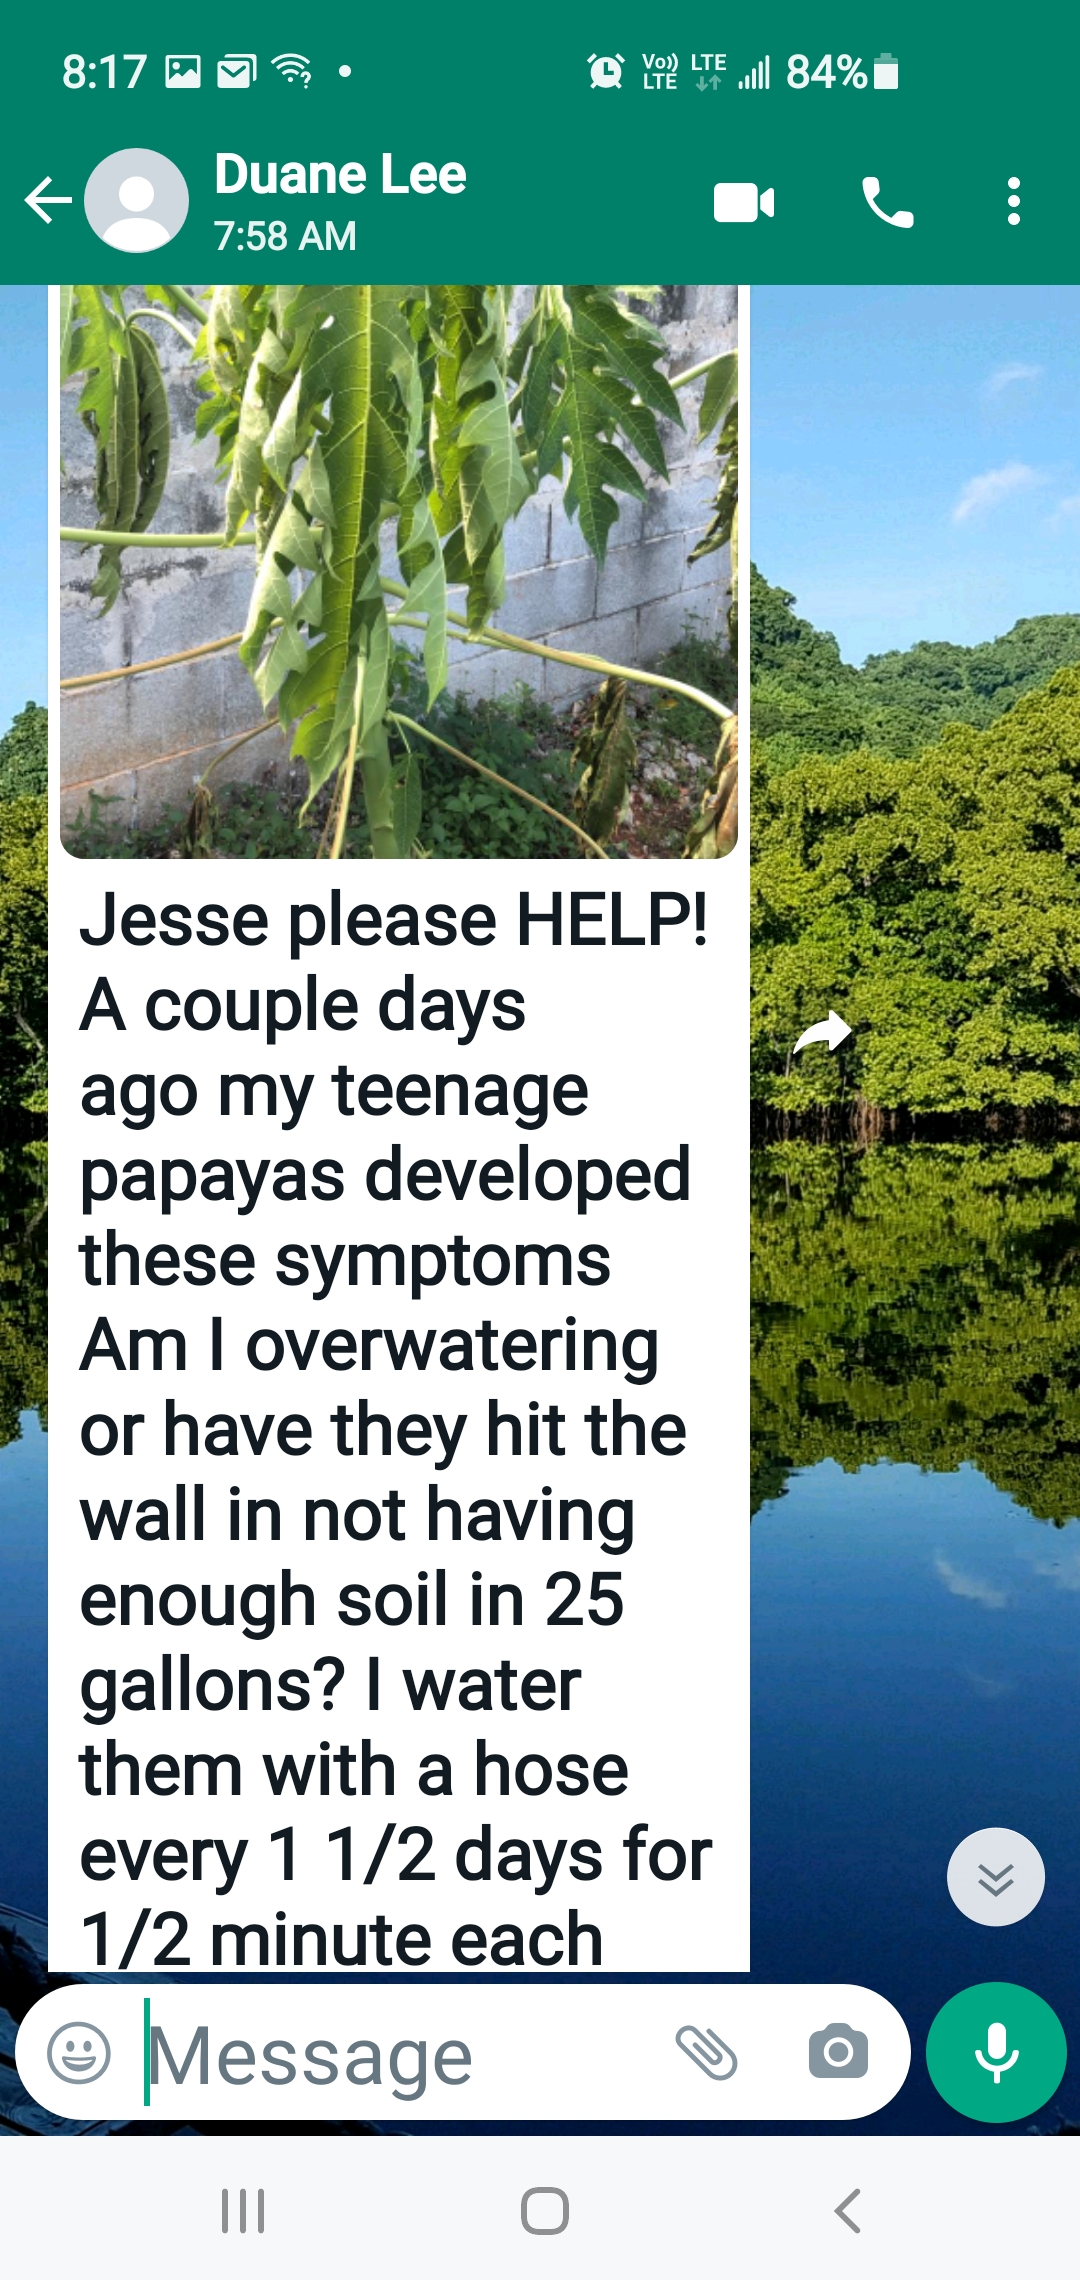 8:17 Vo)) LTE LTE 84%
Duane Lee
7:58 AM
Jesse please HELP!
A couple days
ago my teenage
papayas developed
these symptoms
Am I overwatering
or have they hit the
wall in not having
enough soil in 25
gallons? I water
them with a hose
every 1 1/2 days for
1/2 minute each
Message